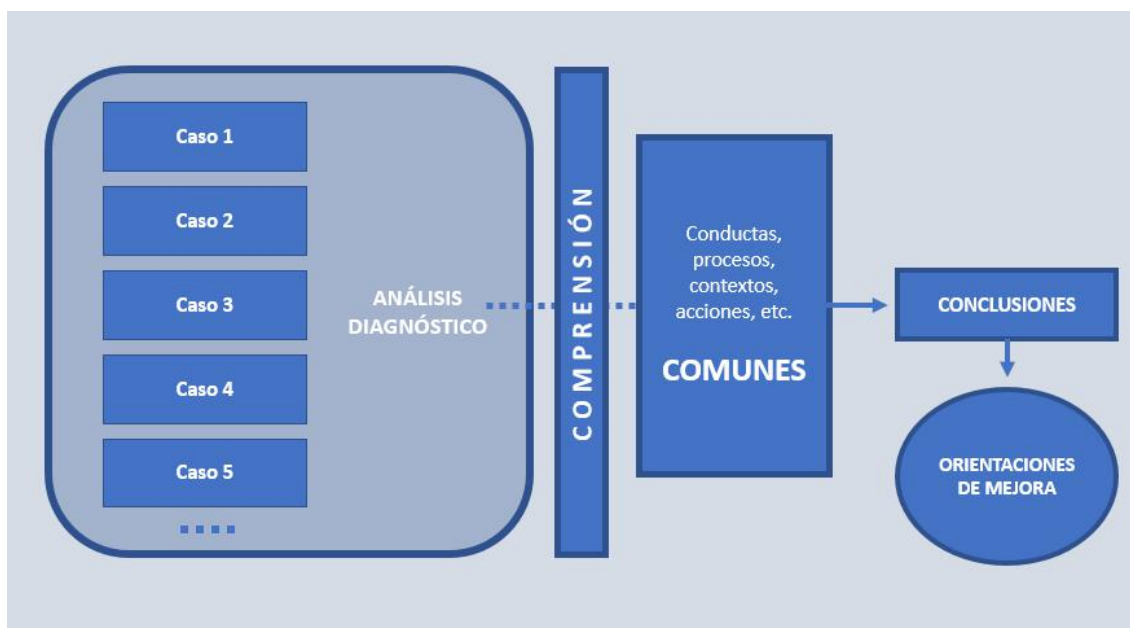 Caso 1
Caso 2
Caso 3
Caso 4
Caso 5
ANÁLISIS
DIAGNÓSTICO
COMPRENSIÓN
Conductas,
procesos,
contextos,
acciones, etc.
COMUNES
CONCLUSIONES
ORIENTACIONES
DE MEJORA